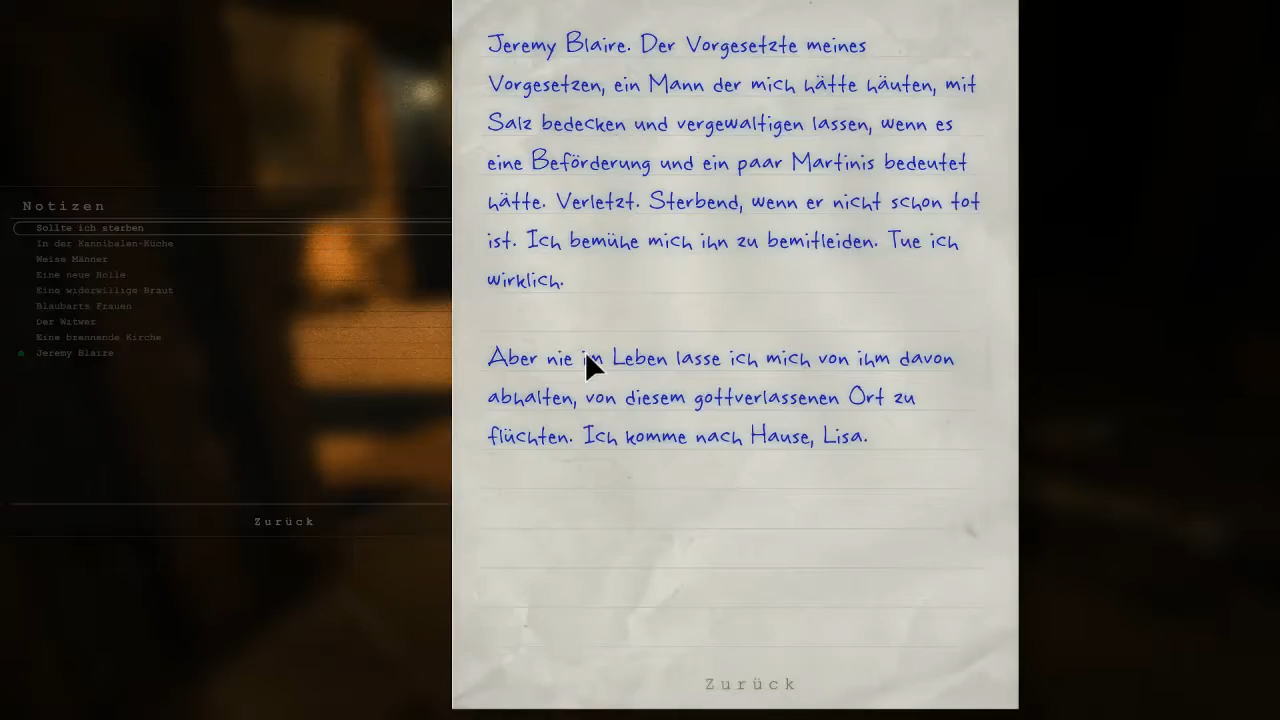 Notizen
Sollte ich sterben
In der Kannibalen-Küche
Weise Männer
Eine neue Rolle
Eine widerwillige Braut
Blaubarts Frauen
Der Witwer
Eine brennende Kirche
Jeremy Blaire
Zurück
Jeremy Blaire. Der Vorgesetzte meines
Vorgesetzen, ein Mann der mich hätte häuten, mit
Salz bedecken und vergewaltigen lassen, wenn es
eine Beförderung und ein paar Martinis bedeutet
hätte. Verletzt. Sterbend, wenn er nicht schon tot
ist. Ich bemühe mich ihn zu bemitleiden. Tue ich
wirklich.
Aber nie im Leben lasse ich mich von ihm davon
abhalten, von diesem gottverlassenen Ort zu
flüchten. Ich komme nach Hause, Lisa.
Zurück